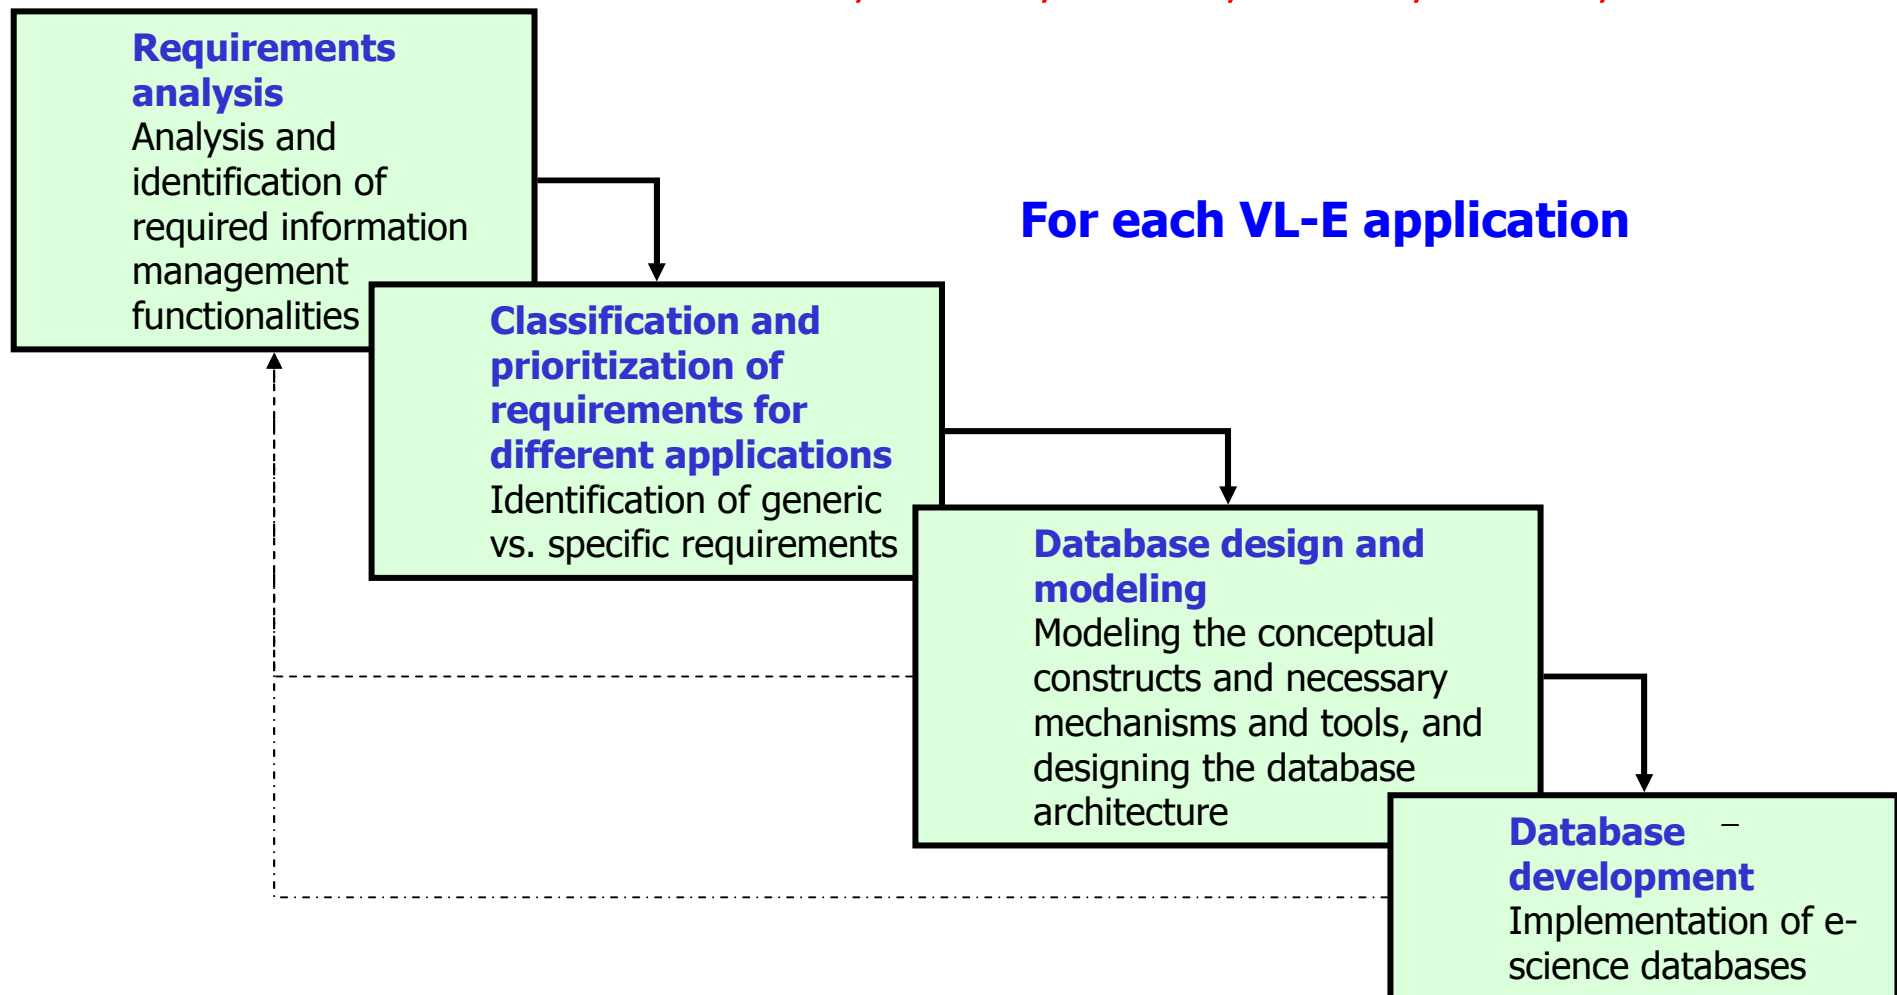 Requirements
analysis
Analysis and
identification of
required information
management
functionalities
For each VL-E application
Classification and
prioritization of
requirements for
different applications
Identification of generic
vs. specific requirements
Database design and
modeling
Modeling the conceptual
constructs and necessary
mechanisms and tools, and
designing the database
architecture
Database –
development
Implementation of e-
science databases